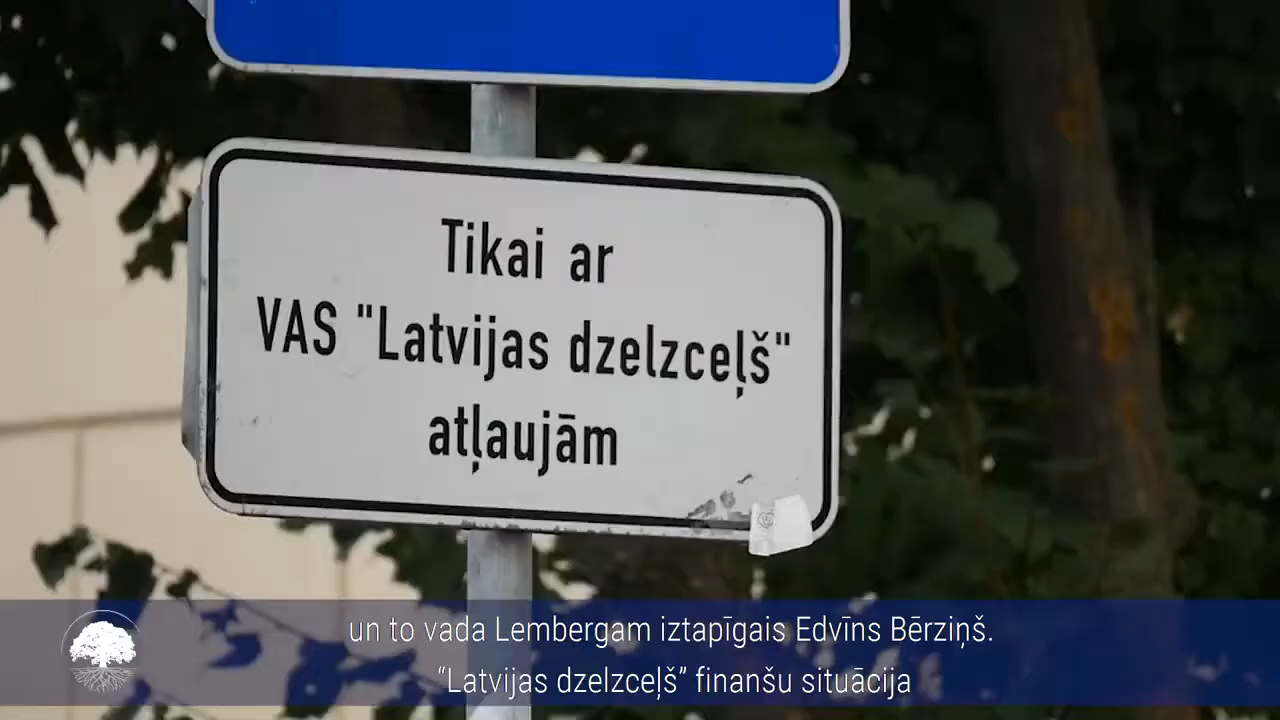 Tikai ar
VAS "Latvijas dzelzceļš"
atļaujām
un to vada Lembergam iztapīgais Edvīns Bērziņš.
“Latvijas dzelzceļš” finanšu situācija